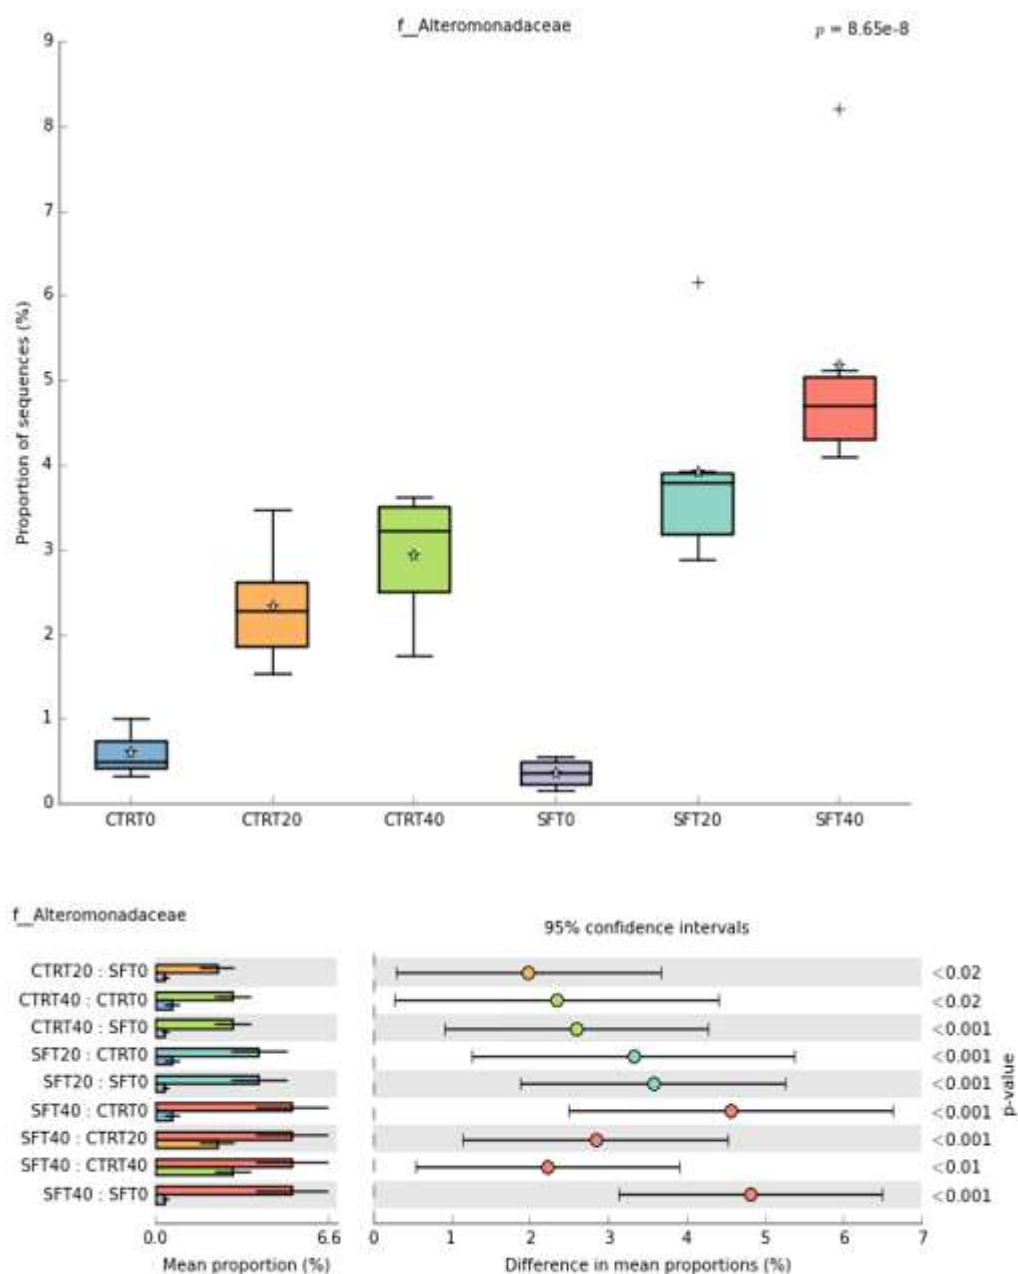 f__Alteromonadaceae
p = 8.65e-8
9
8
7
6
5
4
3
2
1
0
Proportion of sequences (%)
CTRT0 CTRT20 CTRT40 SFT0 SFT20 SFT40
f__Alteromonadaceae
95% confidence intervals
CTRT20 : SFT0 <0.02
CTRT40 : CTRT0 <0.02
CTRT40 : SFT0 <0.001
SFT20 : CTRT0 <0.001
SFT20 : SFT0 <0.001
SFT40 : CTRT0 <0.001
SFT40 : CTRT20 <0.001
SFT40 : CTRT40 <0.01
SFT40 : SFT0 <0.001
p-value
0.0 6.6 0 1 2 3 4 5 6 7
Mean proportion (%) Difference in mean proportions (%)